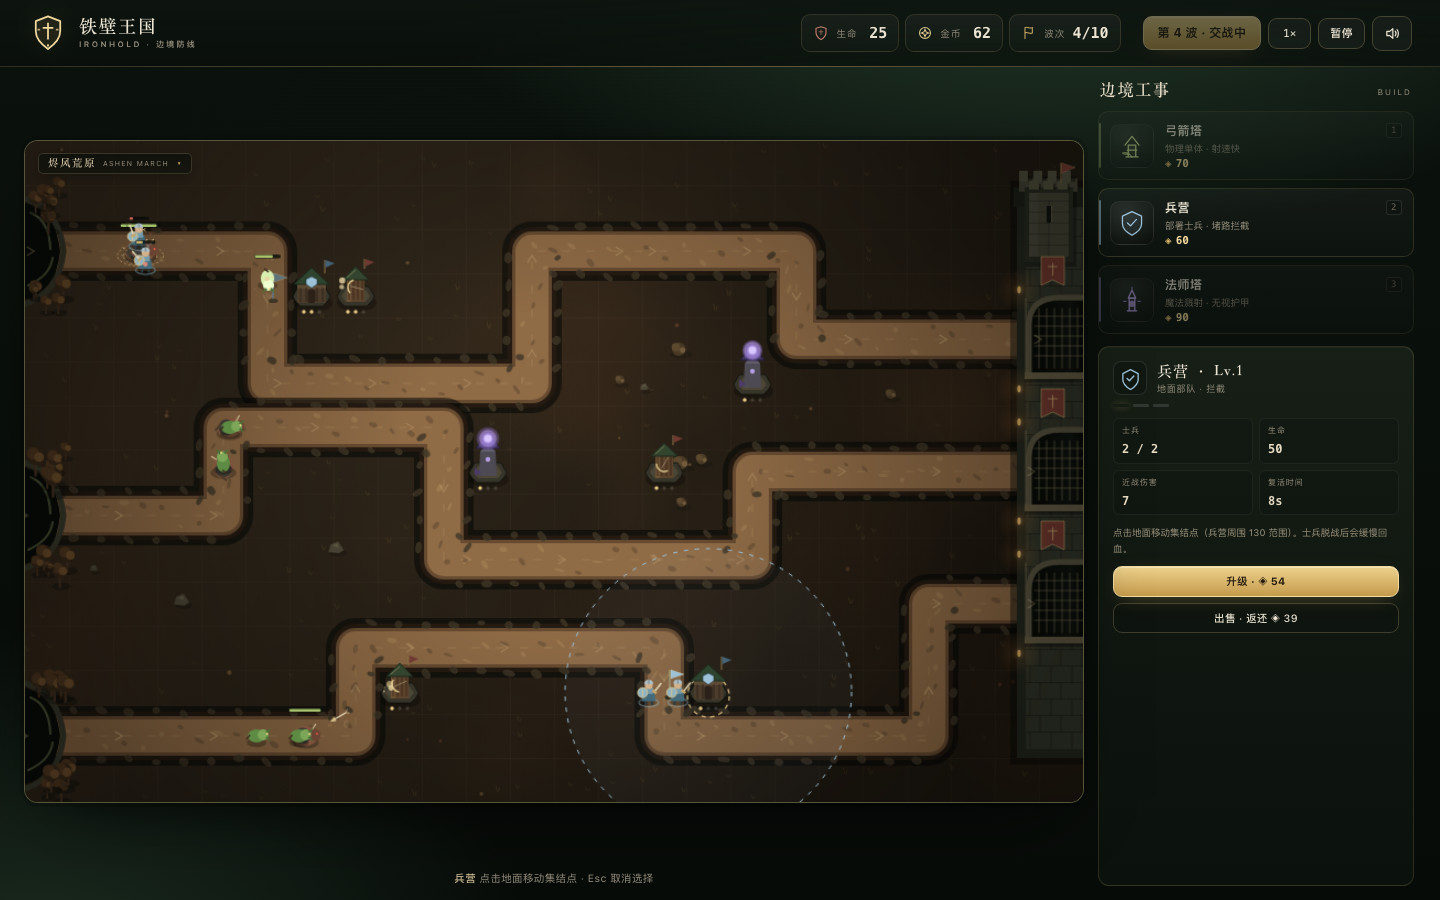 铁壁王国
IRONHOLD · 边境防线
生命 25
金币 62
波次 4/10
第 4 波 · 交战中
1×
暂停
烬风荒原 ASHEN MARCH
边境工事 BUILD
弓箭塔 1
物理单体 · 射速快
◈ 70
兵营 2
部署士兵 · 堵路拦截
◈ 60
法师塔 3
魔法溅射 · 无视护甲
◈ 90
兵营 · Lv.1
地面部队 · 拦截
士兵
2 / 2
生命
50
近战伤害
7
复活时间
8s
点击地面移动集结点（兵营周围 130 范围）。士兵脱战后会缓慢回
血。
升级 · ◈ 54
出售 · 返还 ◈ 39
兵营 点击地面移动集结点 · Esc 取消选择